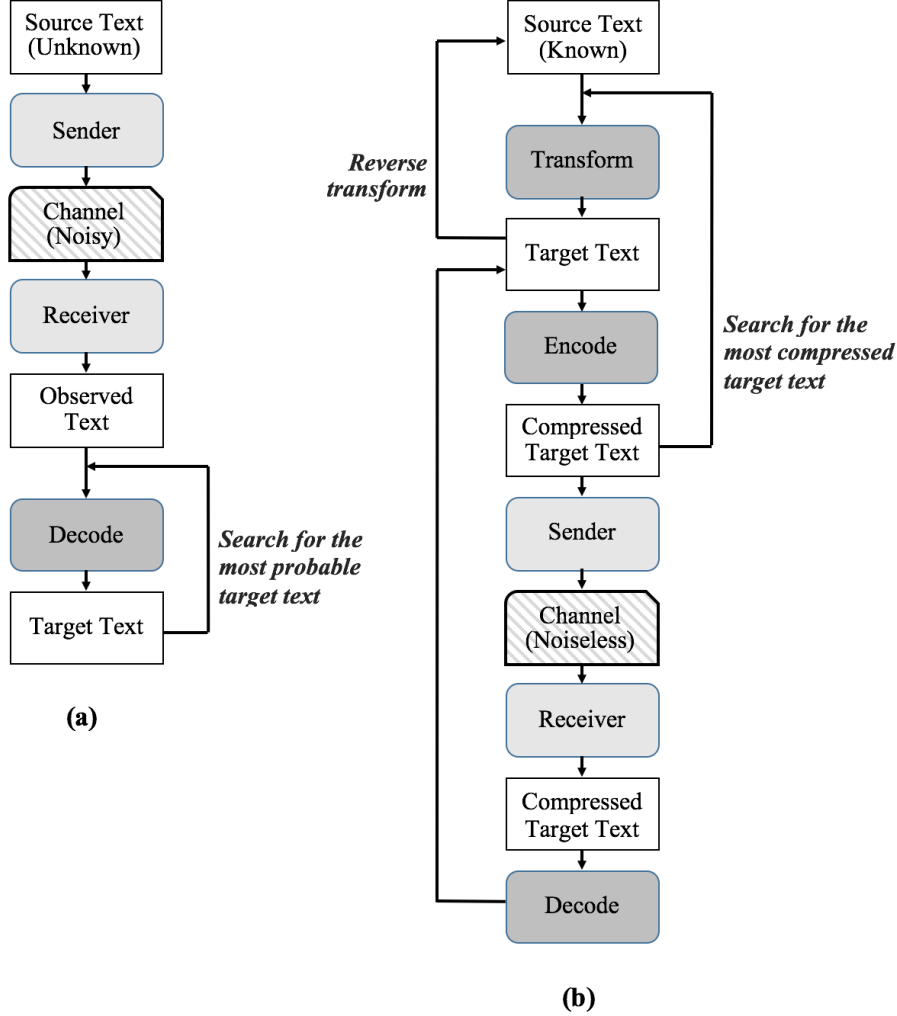 Source Text
(Unknown)
Sender
Channel
(Noisy)
Receiver
Observed
Text
Decode
Search for the
most probable
target text
Target Text
(a)
Source Text
(Known)
Transform
Reverse
transform
Target Text
Encode
Search for the
most compressed
target text
Compressed
Target Text
Sender
Channel
(Noiseless)
Receiver
Compressed
Target Text
Decode
(b)